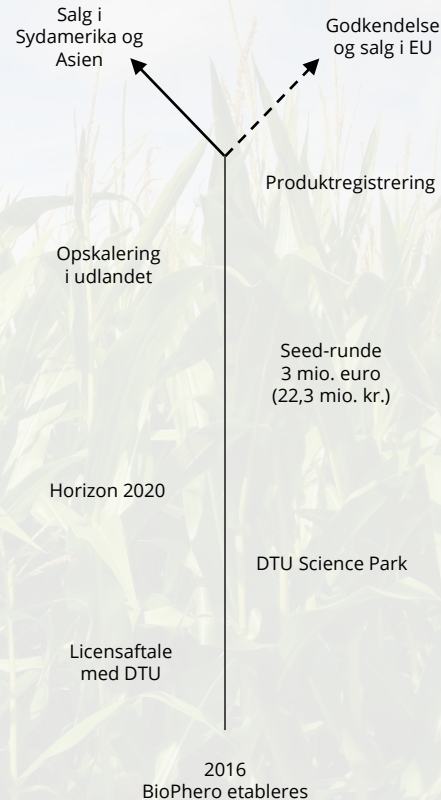 Salg i
Sydamerika og
Asien
Godkendelse
og salg i EU
Produktregistrering
Opskalering
i udlandet
Seed-runde
3 mio. euro
(22,3 mio. kr.)
Horizon 2020
DTU Science Park
Licensaftale
med DTU
2016
BioPhero etableres